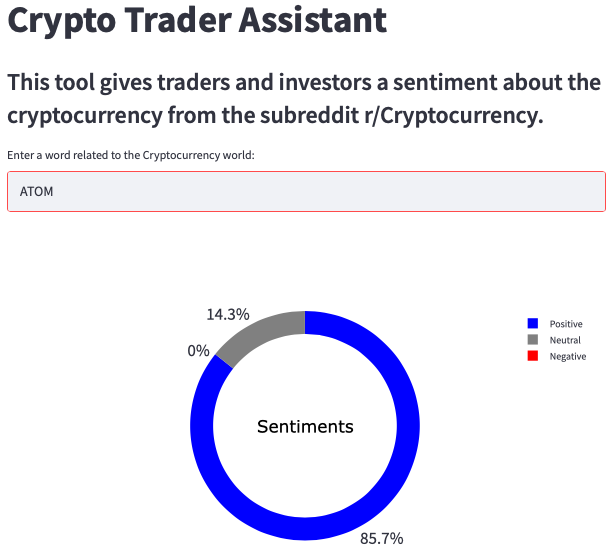 Crypto Trader Assistant
This tool gives traders and investors a sentiment about the
cryptocurrency from the subreddit r/Cryptocurrency.
Enter a word related to the Cryptocurrency world:
ATOM
14.3%
0%
Positive
Neutral
Negative
Sentiments
85.7%